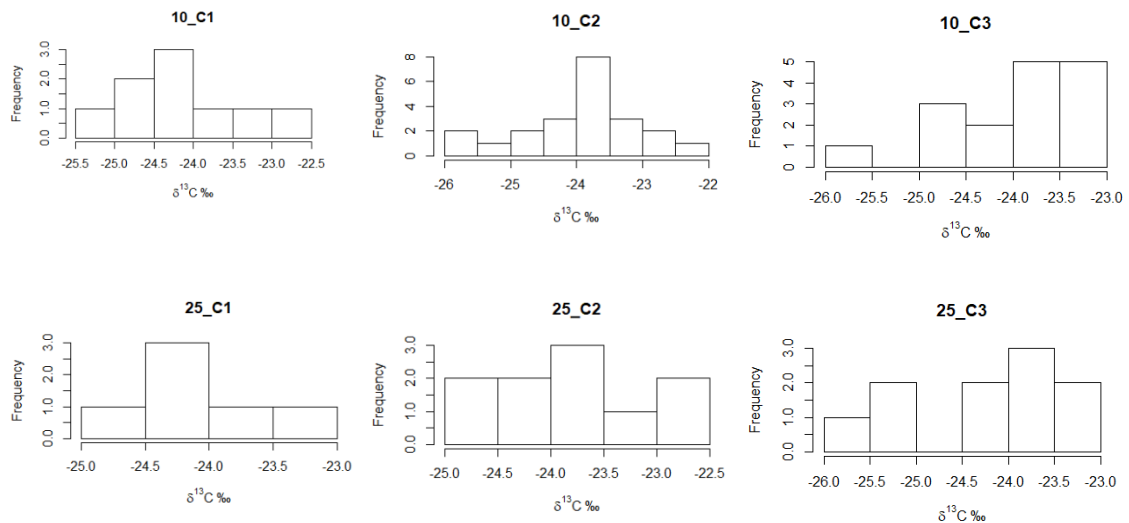 10_C1
Frequency
0.0 1.0 2.0 3.0
-25.5 -25.0 -24.5 -24.0 -23.5 -23.0 -22.5
δ13C ‰
10_C2
Frequency
0 2 4 6 8
-26 -25 -24 -23 -22
δ13C ‰
10_C3
Frequency
0 1 2 3 4 5
-26.0 -25.5 -25.0 -24.5 -24.0 -23.5 -23.0
δ13C ‰
25_C1
Frequency
0.0 1.0 2.0 3.0
-25.0 -24.5 -24.0 -23.5 -23.0
δ13C ‰
25_C2
Frequency
0.0 1.0 2.0 3.0
-25.0 -24.5 -24.0 -23.5 -23.0 -22.5
δ13C ‰
25_C3
Frequency
0.0 1.0 2.0 3.0
-26.0 -25.5 -25.0 -24.5 -24.0 -23.5 -23.0
δ13C ‰